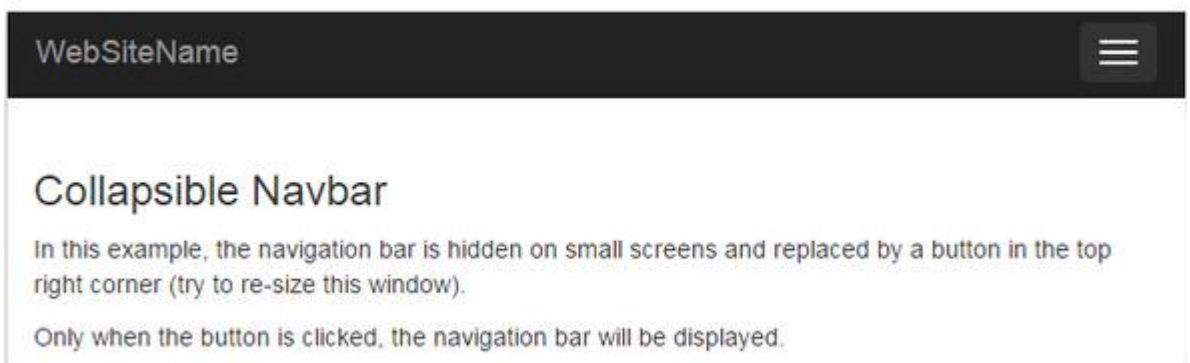 WebSiteName
Collapsible Navbar
In this example, the navigation bar is hidden on small screens and replaced by a button in the top
right corner (try to re-size this window).
Only when the button is clicked, the navigation bar will be displayed.